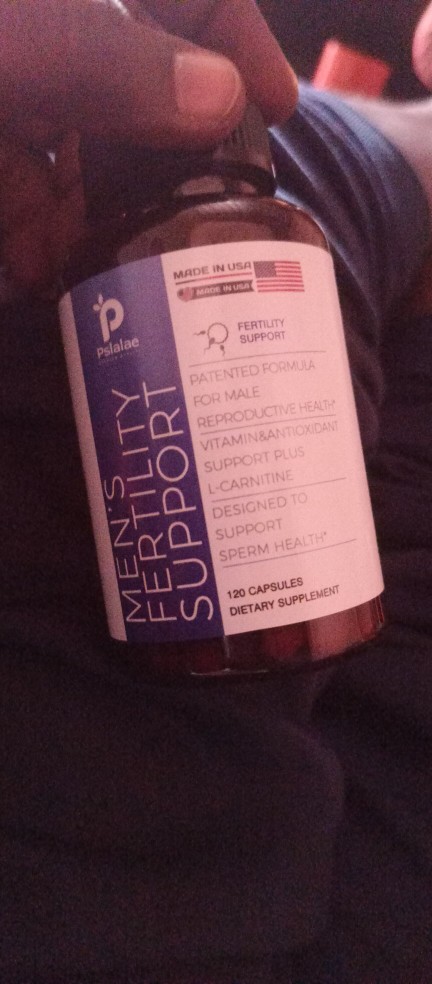 MADE IN USA
MADE IN USA
Pslalae
MEN'S
FERTILITY
SUPPORT
FERTILITY
SUPPORT
PATENTED FORMULA
FOR MALE
REPRODUCTIVE HEALTH*
VITAMIN&ANTIOXIDANT
SUPPORT PLUS
L-CARNITINE
DESIGNED TO
SUPPORT
SPERM HEALTH*
120 CAPSULES
DIETARY SUPPLEMENT